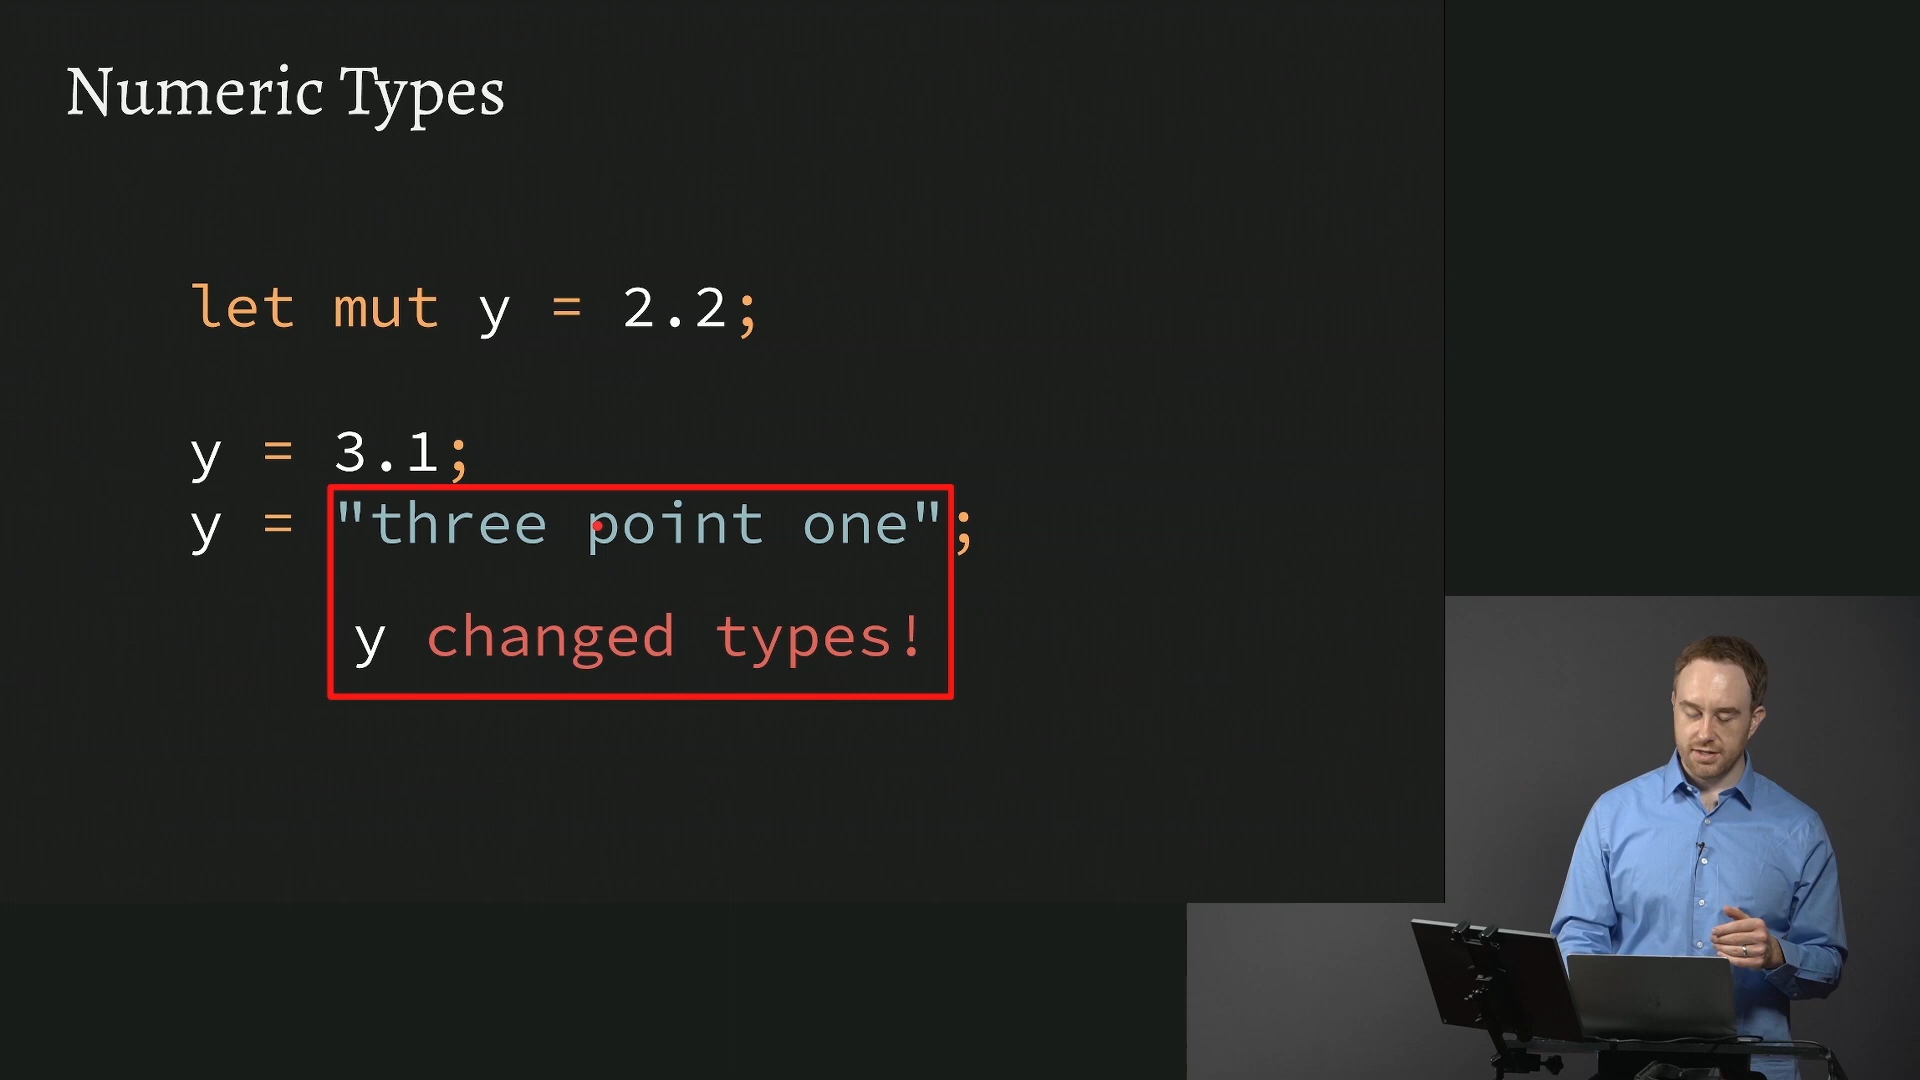 Numeric Types
let mut y = 2.2;
y = 3.1;
y = "three point one";
y changed types!